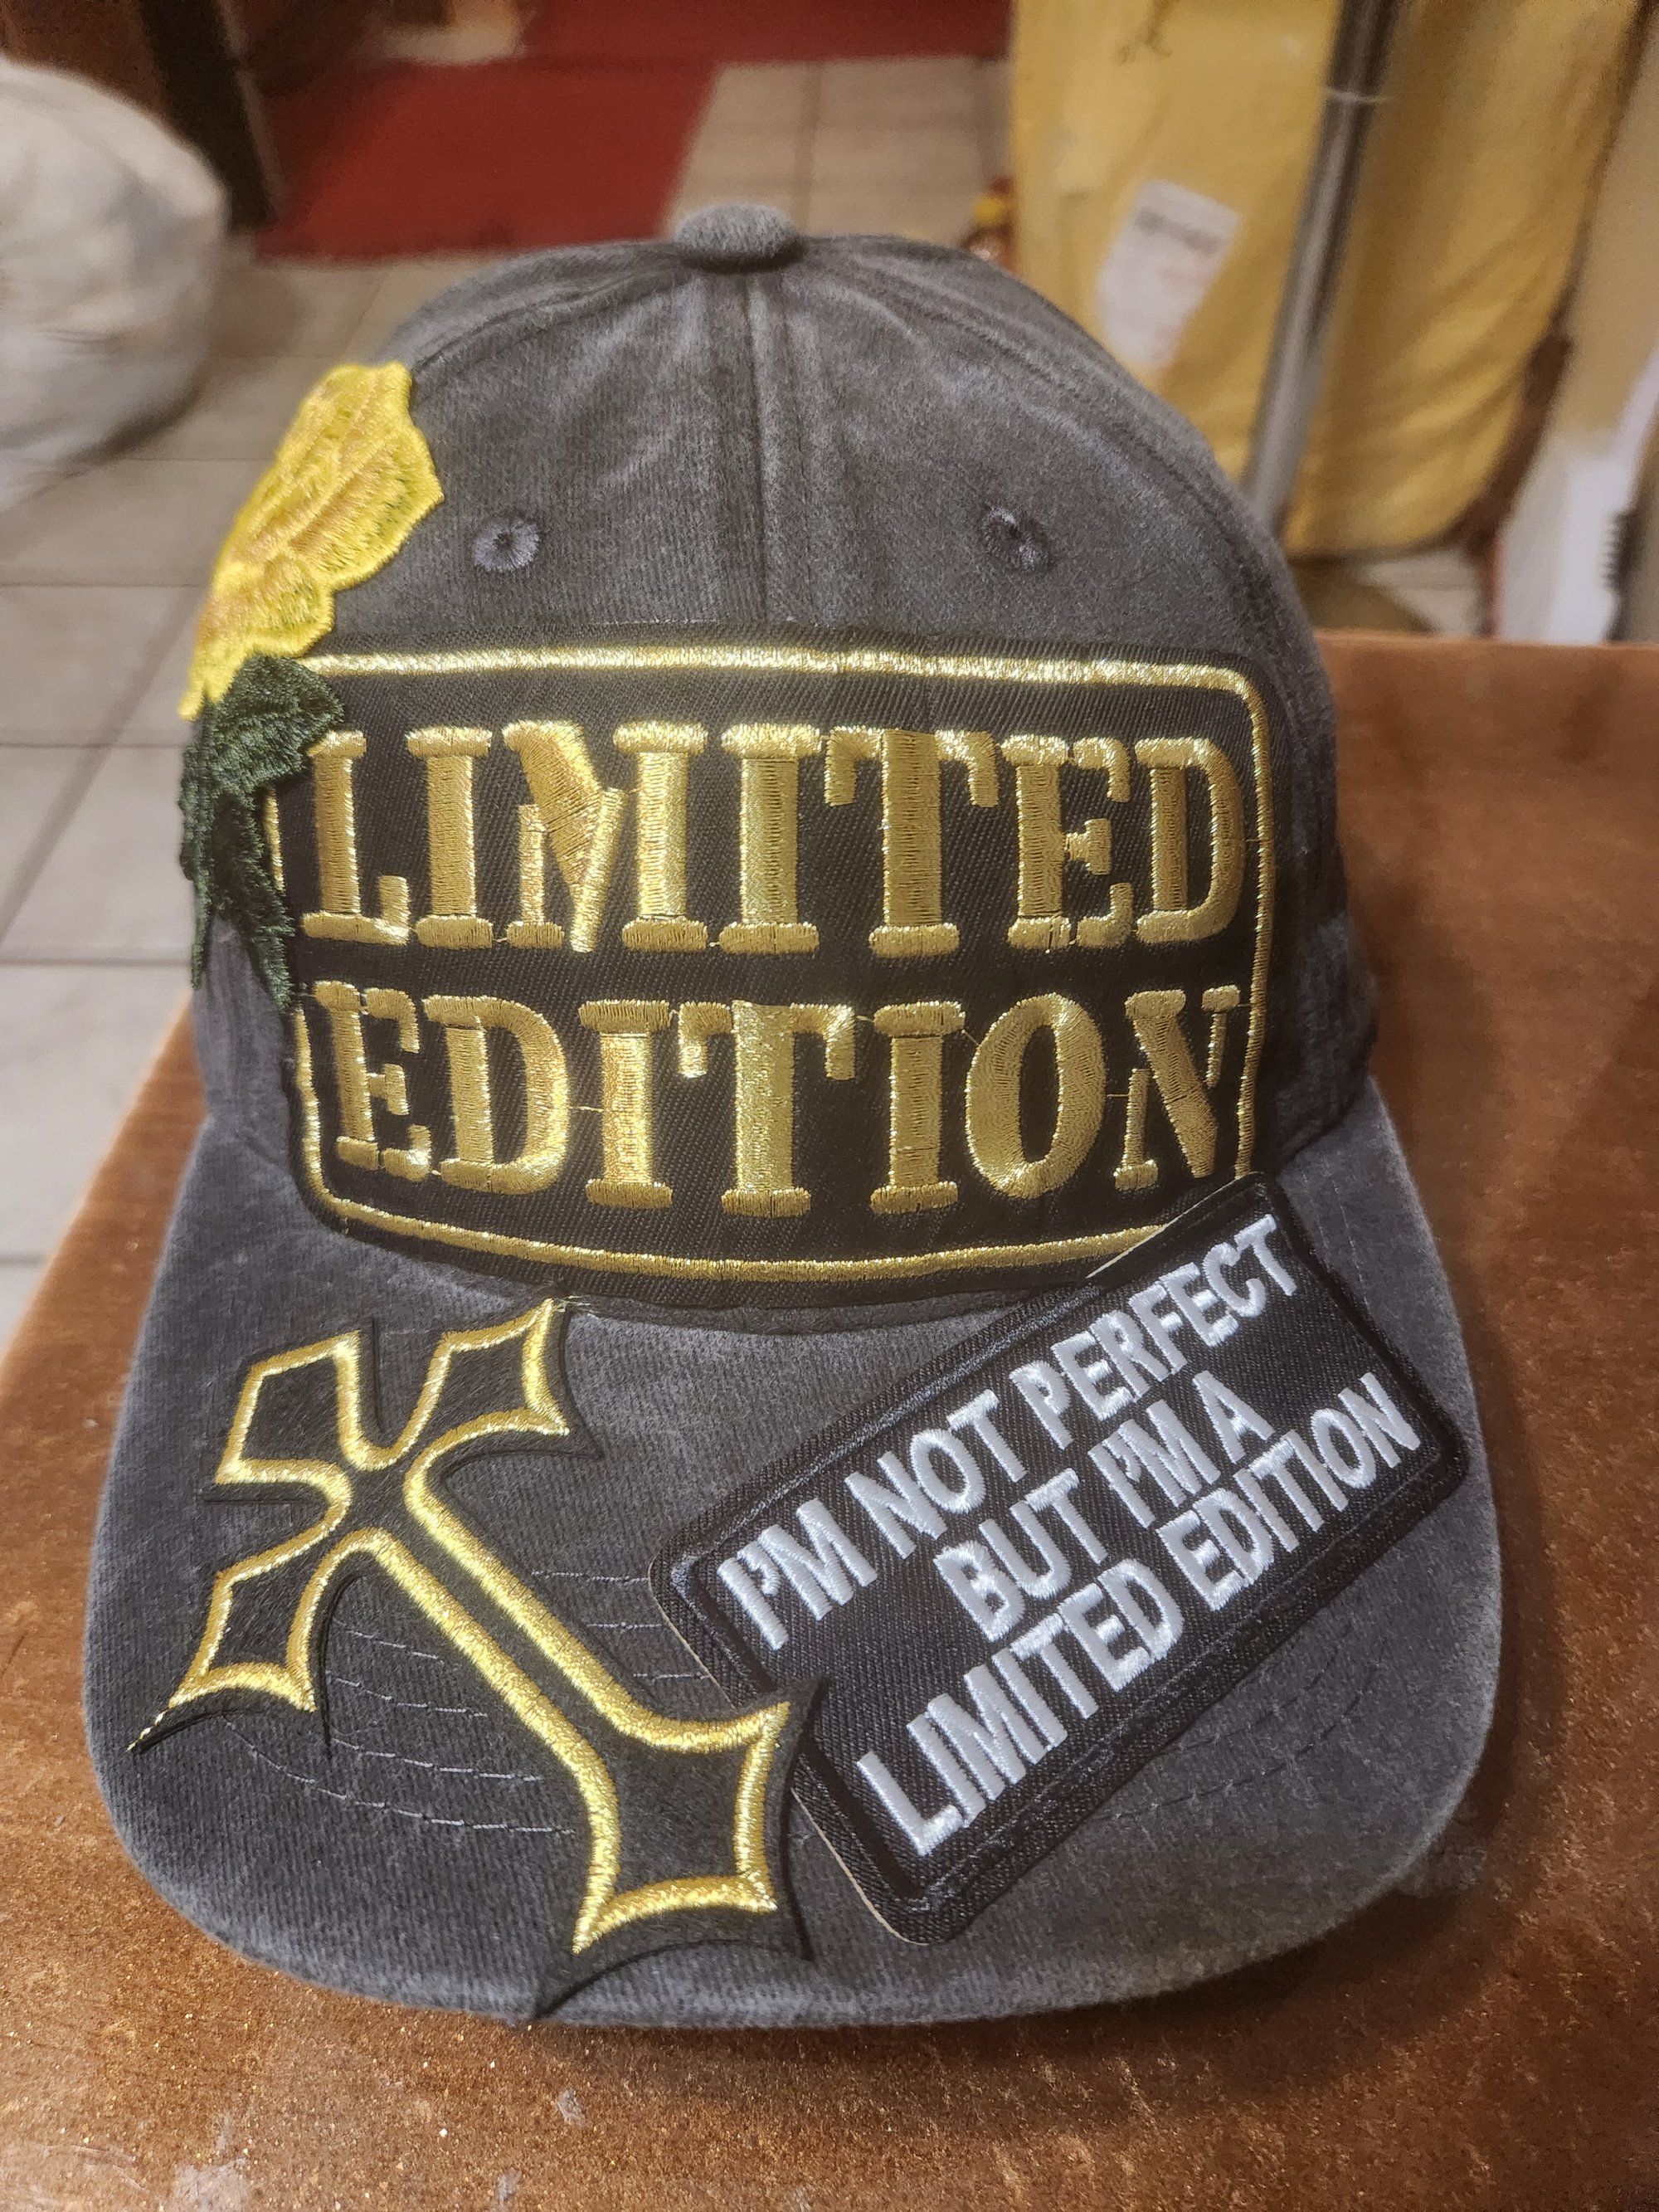 LIMITED
EDITION
I'M NOT PERFECT
BUT I'M A
LIMITED EDITION